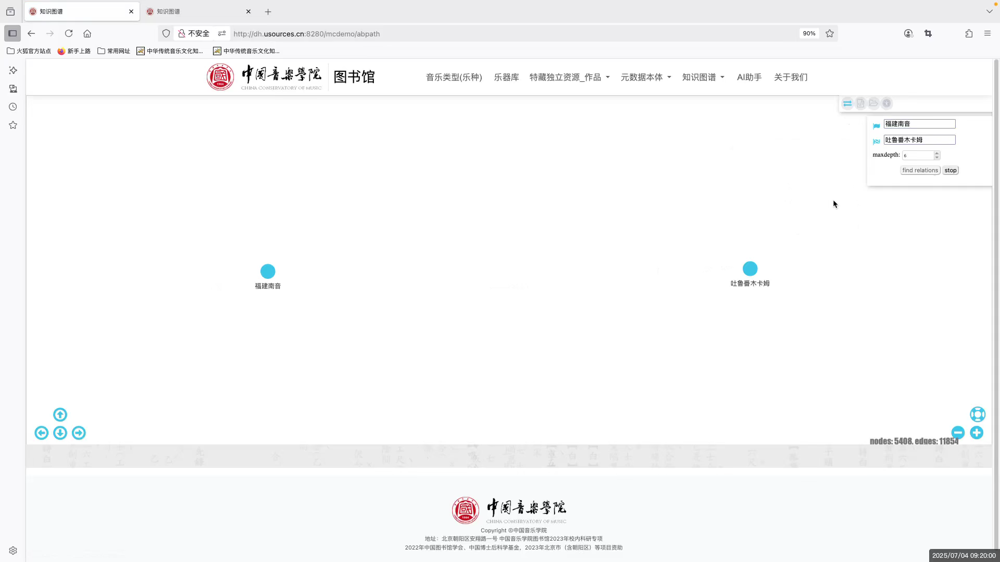 知识图谱
知识图谱
不安全
http://dh.usources.cn:8280/mcdemo/abpath
90%
火狐官方站点
新手上路
常用网址
中华传统音乐文化知...
中华传统音乐文化知...
中国音乐学院
CHINA CONSERVATORY OF MUSIC
图书馆
音乐类型(乐种)
乐器库
特藏独立资源_作品
元数据本体
知识图谱
AI助手
关于我们
福建南音
吐鲁番木卡姆
maxdepth: 6
find relations stop
福建南音
吐鲁番木卡姆
nodes: 5408. edges: 11854
中国音乐学院
CHINA CONSERVATORY OF MUSIC
Copyright ©中国音乐学院
地址：北京朝阳区安翔路一号 中国音乐学院图书馆2023年校内科研专项
2022年中国图书馆学会、中国博士后科学基金，2023年北京市（含朝阳区）等项目资助
2025/07/04 09:20:00